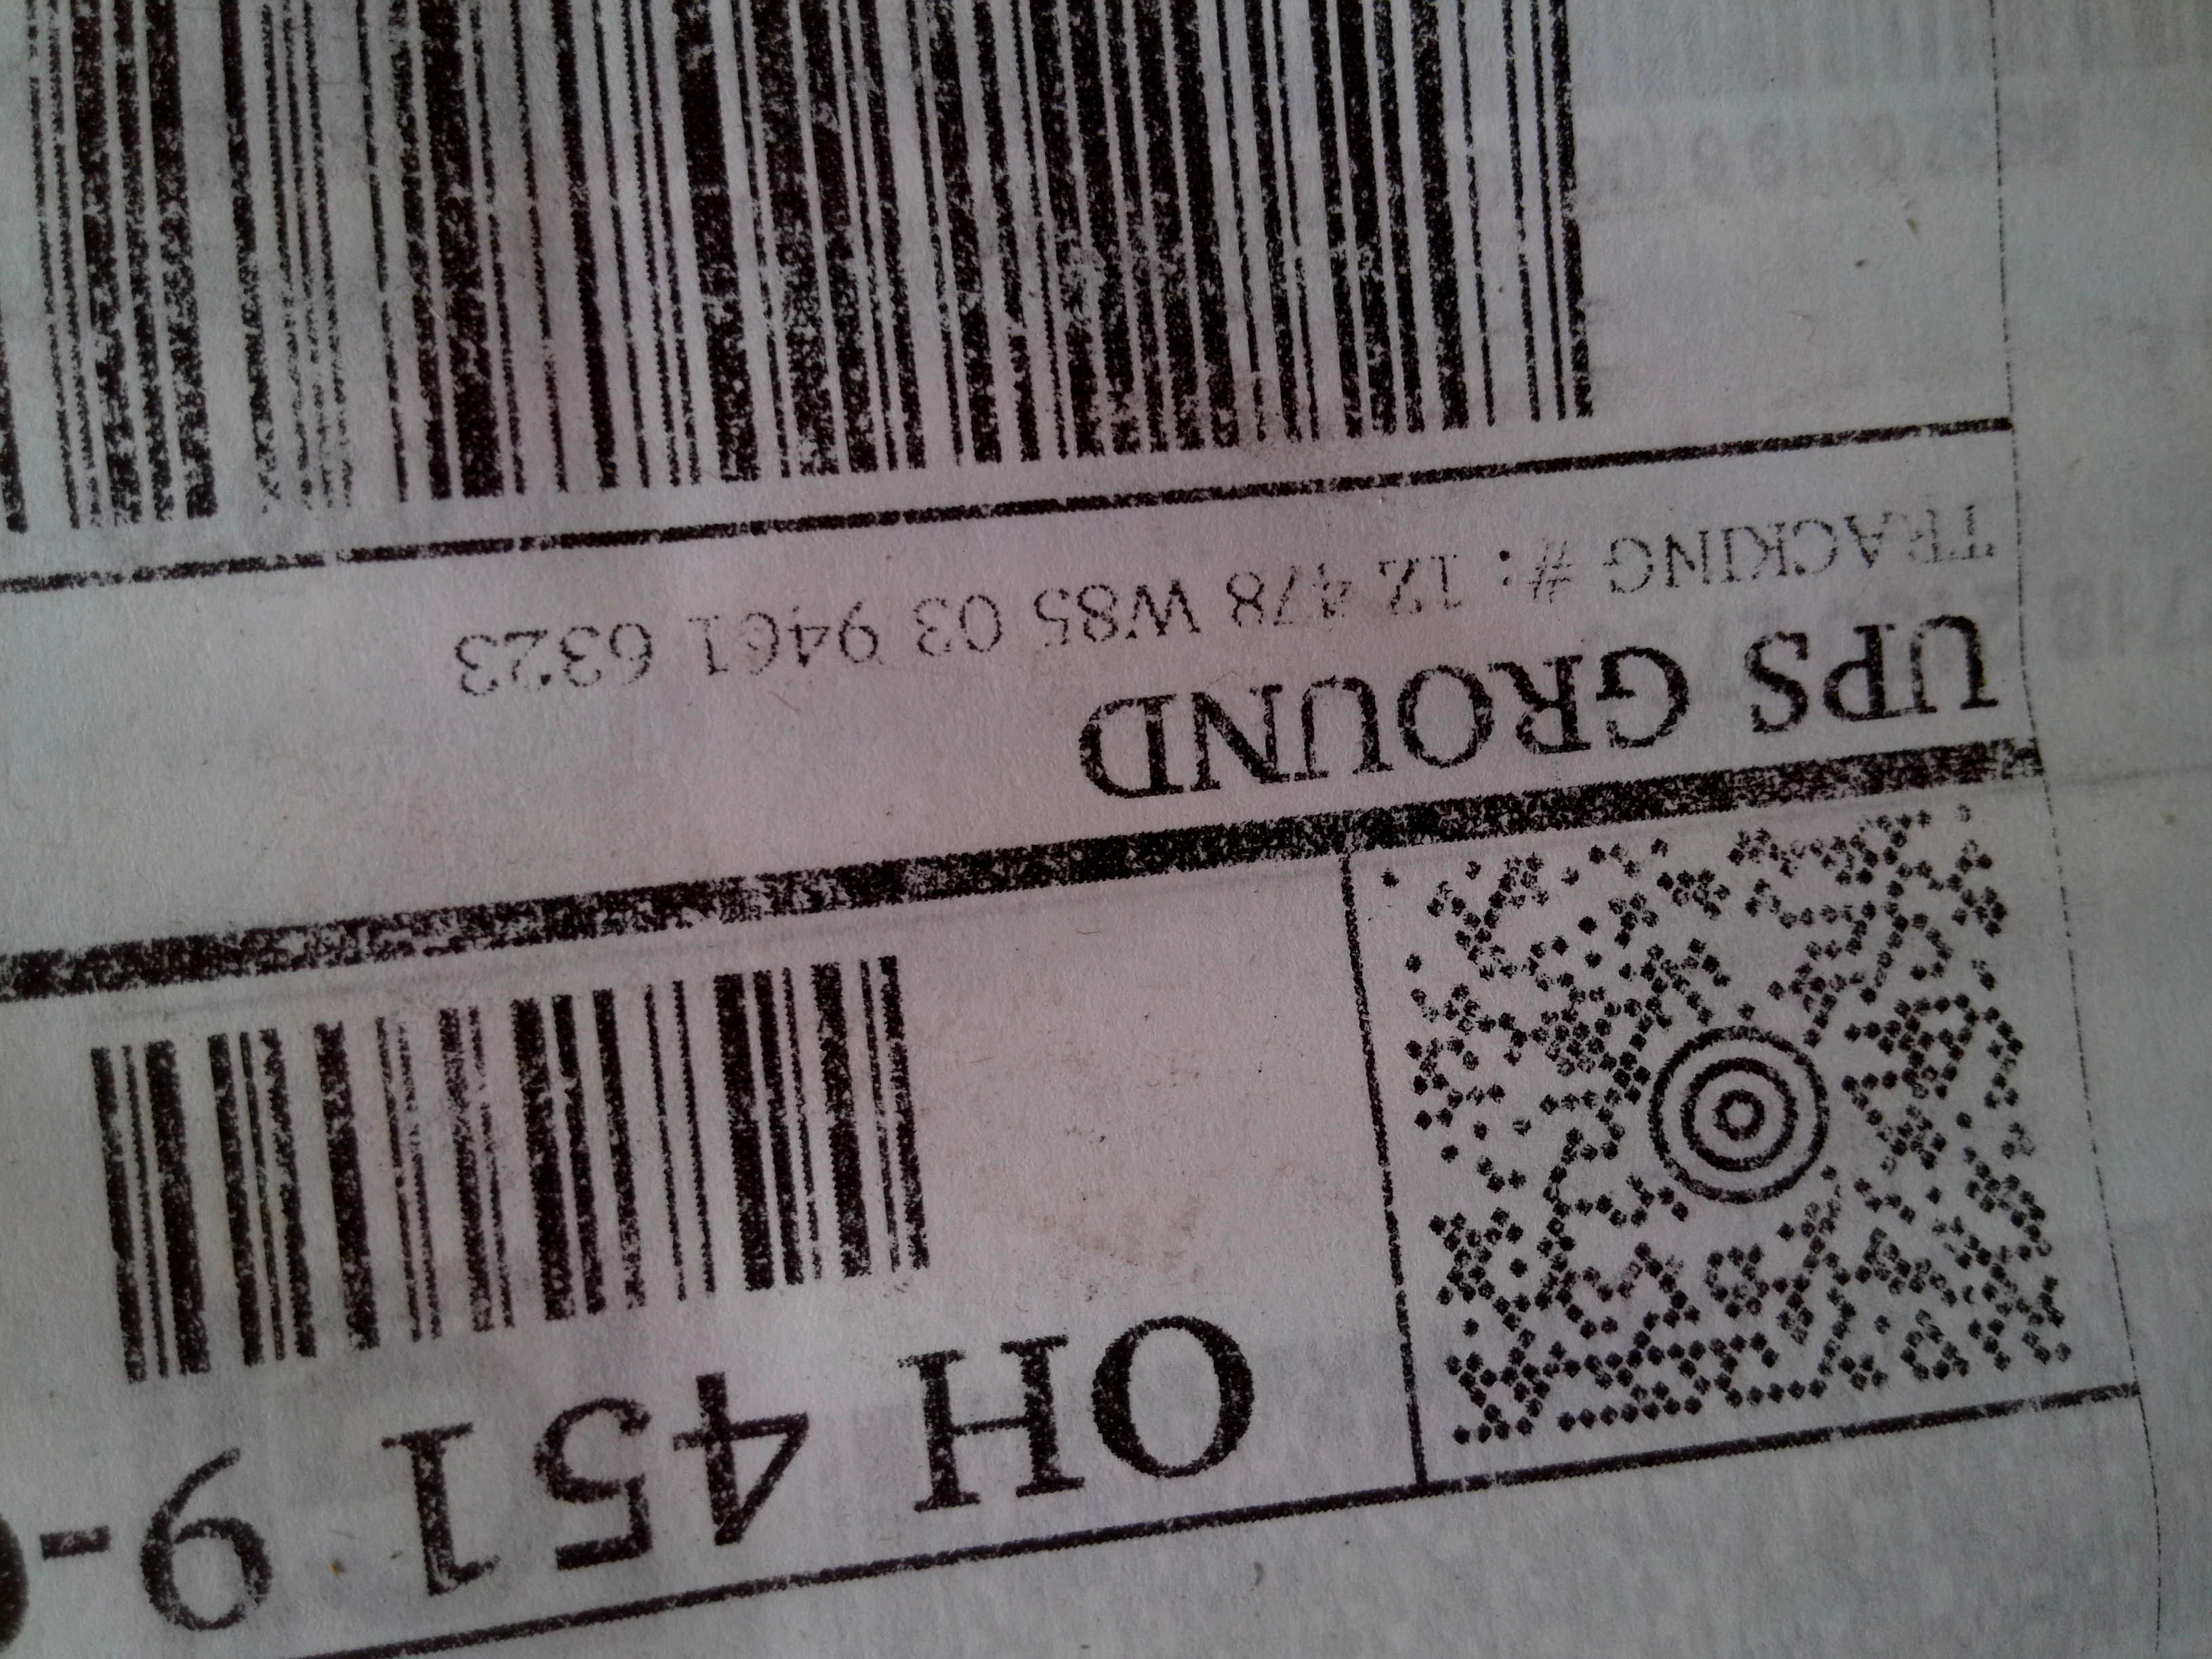 OH 451 9-
UPS GROUND
TRACKING #: 1Z 478 W85 03 9461 6323